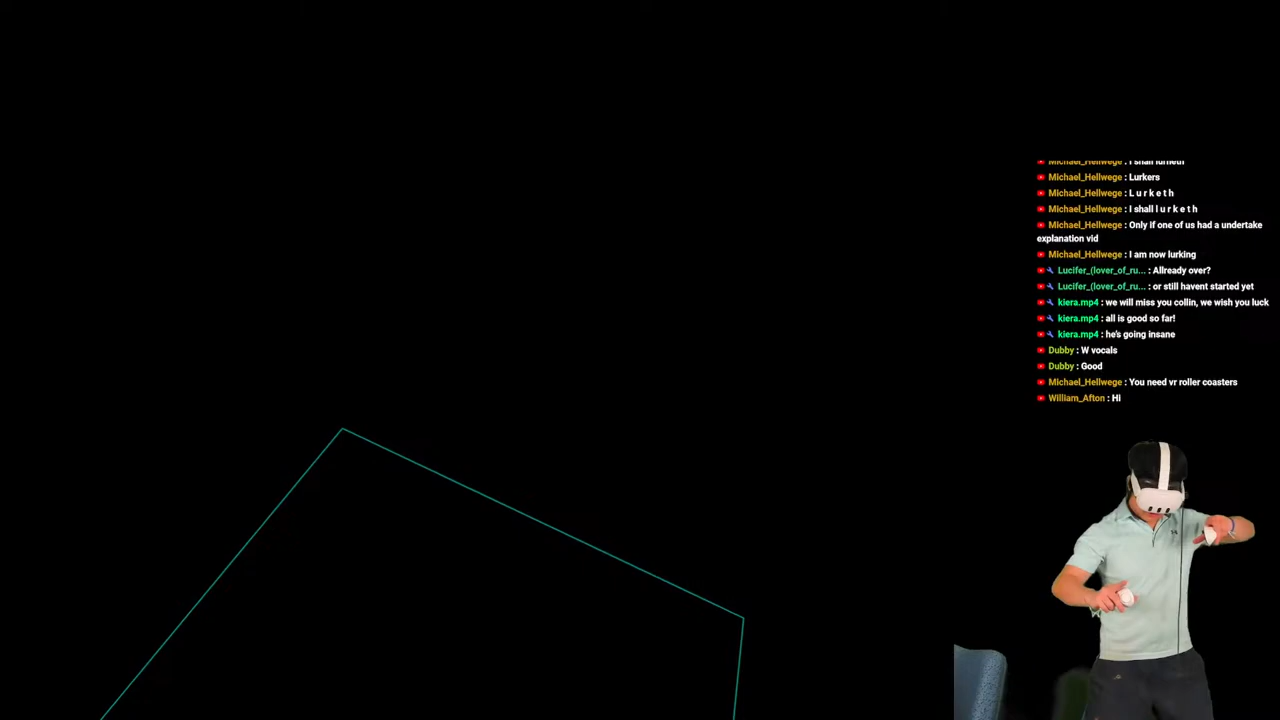 Michael_Hellwege : Lurkers
Michael_Hellwege : L u r k e t h
Michael_Hellwege : I shall l u r k e t h
Michael_Hellwege : Only if one of us had a undertake
explanation vid
Michael_Hellwege : I am now lurking
Lucifer_(lover_of_ru... : Allready over?
Lucifer_(lover_of_ru... : or still havent started yet
kiera.mp4 : we will miss you collin, we wish you luck
kiera.mp4 : all is good so far!
kiera.mp4 : he's going insane
Dubby : W vocals
Dubby : Good
Michael_Hellwege : You need vr roller coasters
William_Afton : Hi